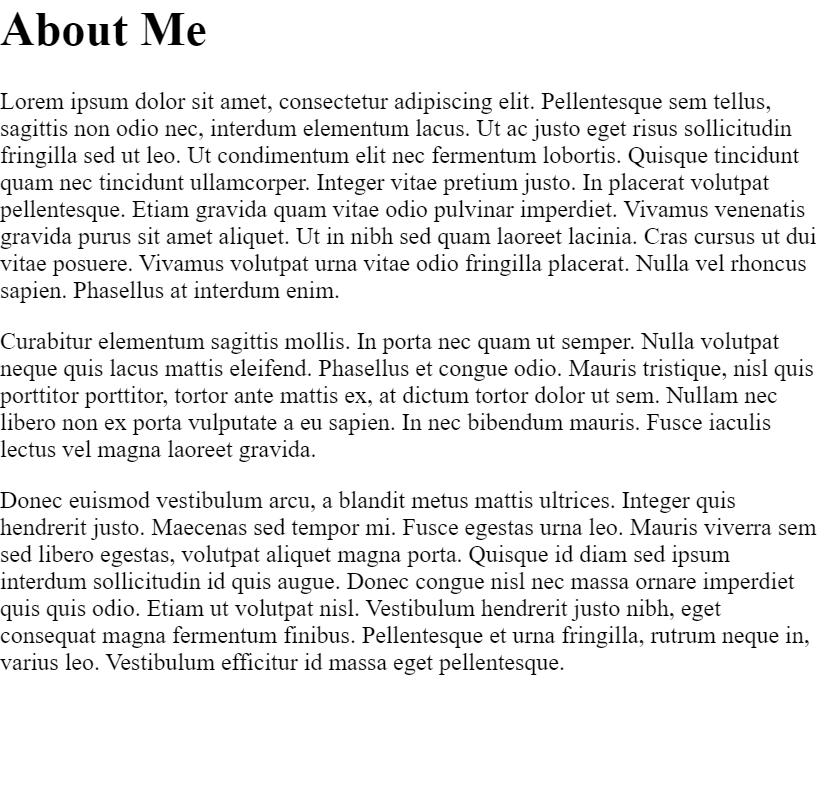 About Me
Lorem ipsum dolor sit amet, consectetur adipiscing elit. Pellentesque sem tellus,
sagittis non odio nec, interdum elementum lacus. Ut ac justo eget risus sollicitudin
fringilla sed ut leo. Ut condimentum elit nec fermentum lobortis. Quisque tincidunt
quam nec tincidunt ullamcorper. Integer vitae pretium justo. In placerat volutpat
pellentesque. Etiam gravida quam vitae odio pulvinar imperdiet. Vivamus venenatis
gravida purus sit amet aliquet. Ut in nibh sed quam laoreet lacinia. Cras cursus ut dui
vitae posuere. Vivamus volutpat urna vitae odio fringilla placerat. Nulla vel rhoncus
sapien. Phasellus at interdum enim.
Curabitur elementum sagittis mollis. In porta nec quam ut semper. Nulla volutpat
neque quis lacus mattis eleifend. Phasellus et congue odio. Mauris tristique, nisl quis
porttitor porttitor, tortor ante mattis ex, at dictum tortor dolor ut sem. Nullam nec
libero non ex porta vulputate a eu sapien. In nec bibendum mauris. Fusce iaculis
lectus vel magna laoreet gravida.
Donec euismod vestibulum arcu, a blandit metus mattis ultrices. Integer quis
hendrerit justo. Maecenas sed tempor mi. Fusce egestas urna leo. Mauris viverra sem
sed libero egestas, volutpat aliquet magna porta. Quisque id diam sed ipsum
interdum sollicitudin id quis augue. Donec congue nisl nec massa ornare imperdiet
quis quis odio. Etiam ut volutpat nisl. Vestibulum hendrerit justo nibh, eget
consequat magna fermentum finibus. Pellentesque et urna fringilla, rutrum neque in,
varius leo. Vestibulum efficitur id massa eget pellentesque.